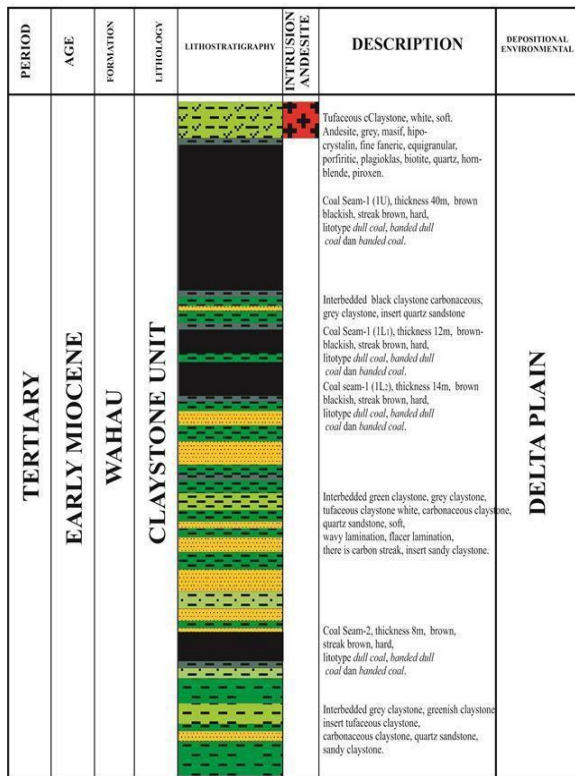 PERIOD
AGE
FORMATION
LITHOLOGY
LITHOSTRATIGRAPHY
INTRUSION
ANDESITE
DESCRIPTION
DEPOSITIONAL
ENVIRONMENTAL
TERTIARY
EARLY MIOCENE
WAHAU
CLAYSTONE UNIT
Tufaceous cClaystone, white, soft.
Andesite, grey, masif, hipo-
crystalin, fine faneric, equigranular,
porfiritic, plagioklas, biotite, quartz, horn-
blende, piroxen.
Coal Seam-1 (1U), thickness 40m, brown
blackish, streak brown, hard,
litotype dull coal, banded dull
coal dan banded coal.
Interbedded black claystone carbonaceous,
grey claystone, insert quartz sandstone
Coal Seam-1 (1L1), thickness 12m, brown-
blackish, streak brown, hard,
litotype dull coal, banded dull
coal dan banded coal.
Coal seam-1 (1L2), thickness 14m, brown
blackish, streak brown, hard,
litotype dull coal, banded dull
coal dan banded coal.
Interbedded green claystone, grey claystone,
tufaceous claystone white, carbonaceous claystone,
quartz sandstone, soft,
wavy lamination, flacer lamination,
there is carbon streak, insert sandy claystone.
Coal Seam-2, thickness 8m, brown,
streak brown, hard,
litotype dull coal, banded dull
coal dan banded coal.
Interbedded grey claystone, greenish claystone
insert tufaceous claystone,
carbonaceous claystone, quartz sandstone,
sandy claystone.
DELTA PLAIN